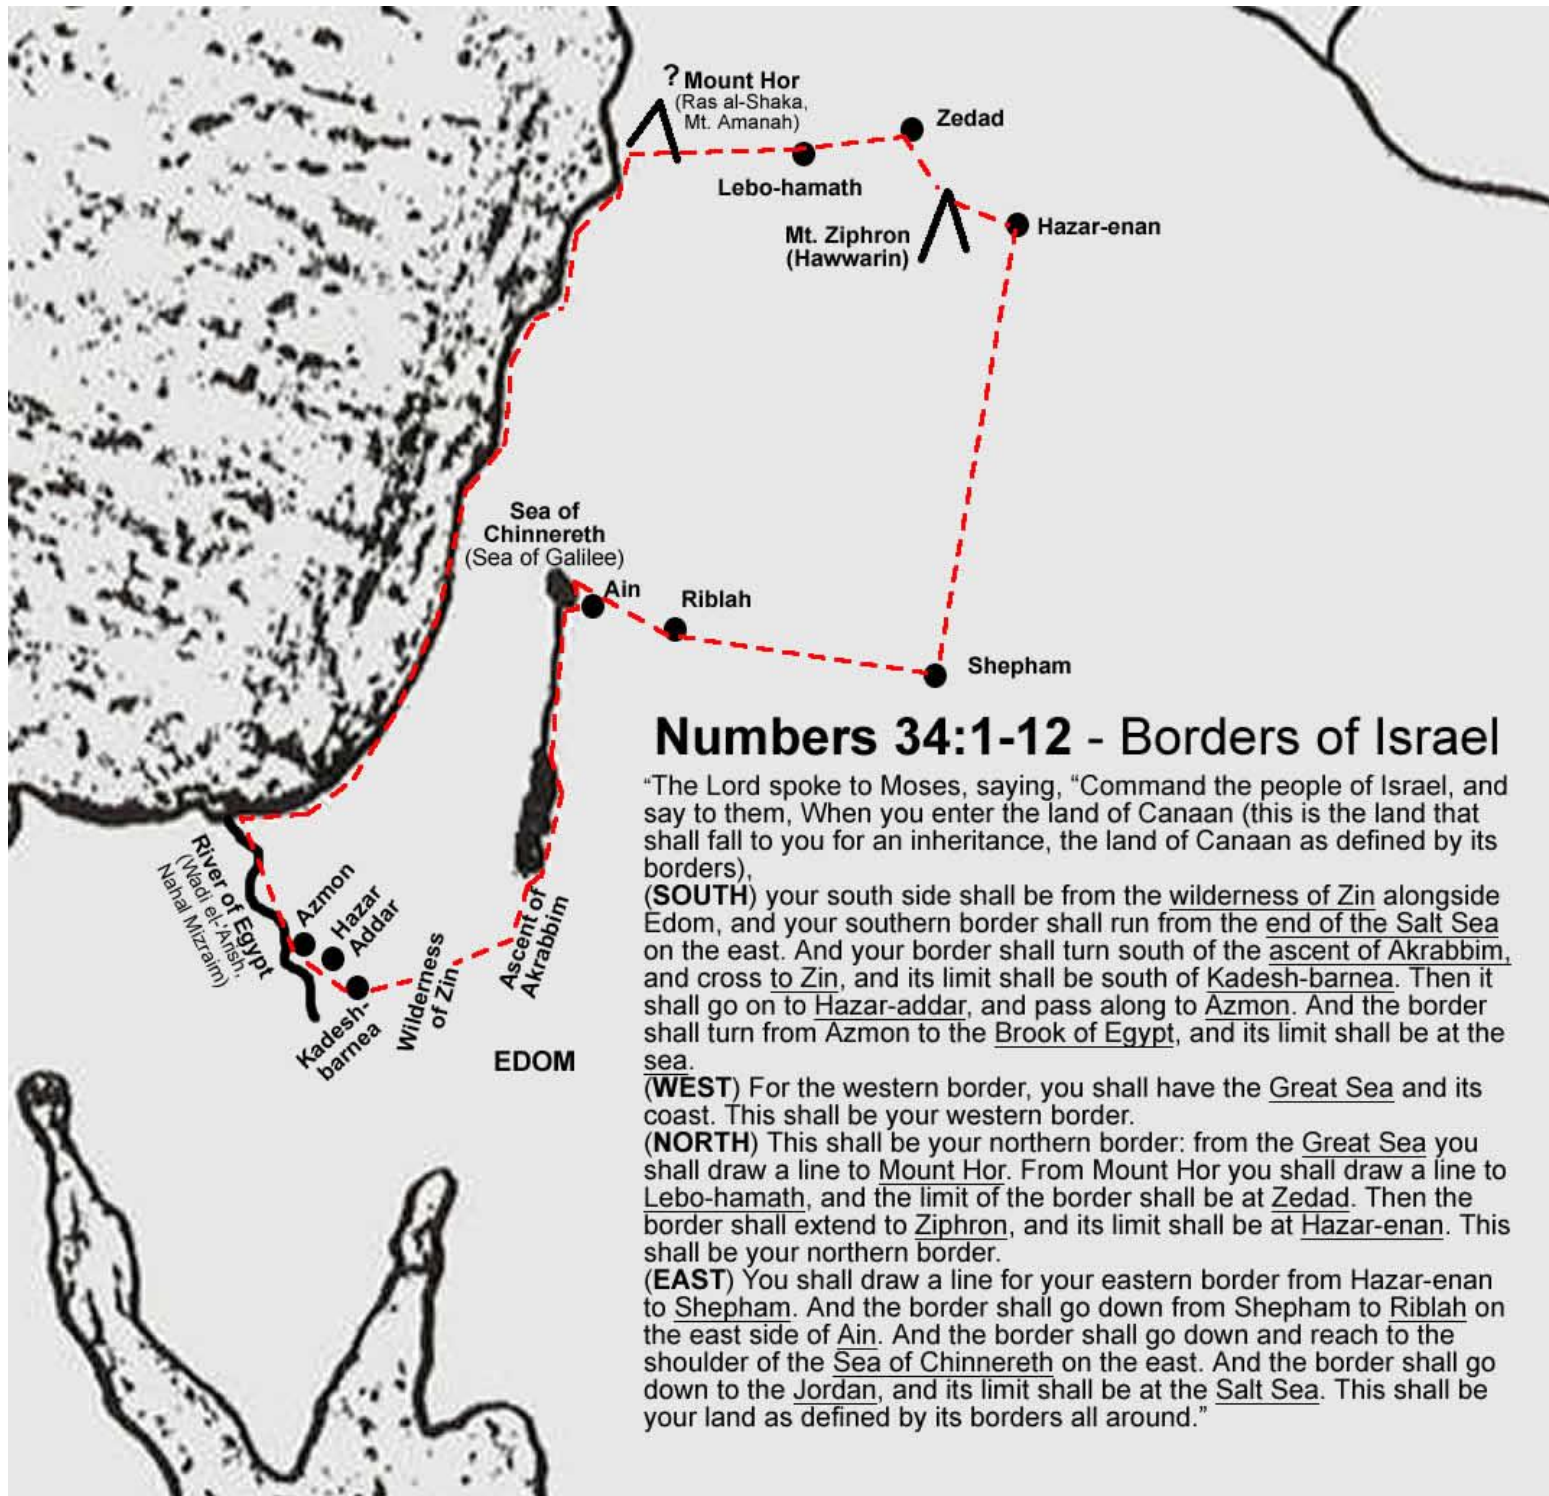 ? Mount Hor
(Ras al-Shaka,
Mt. Amanah)
Zedad
Lebo-hamath
Mt. Ziphron
(Hawwarin)
Hazar-enan
Sea of
Chinnereth
(Sea of Galilee)
Ain
Riblah
Shepham
River of Egypt
(Wadi el-'Arish,
Nahal Mizraim)
Azmon
Hazar
Addar
Kadesh-
barnea
Wilderness
of Zin
Ascent of
Akrabbim
EDOM
Numbers 34:1-12 - Borders of Israel
“The Lord spoke to Moses, saying, “Command the people of Israel, and
say to them, When you enter the land of Canaan (this is the land that
shall fall to you for an inheritance, the land of Canaan as defined by its
borders),
(SOUTH) your south side shall be from the wilderness of Zin alongside
Edom, and your southern border shall run from the end of the Salt Sea
on the east. And your border shall turn south of the ascent of Akrabbim,
and cross to Zin, and its limit shall be south of Kadesh-barnea. Then it
shall go on to Hazar-addar, and pass along to Azmon. And the border
shall turn from Azmon to the Brook of Egypt, and its limit shall be at the
sea.
(WEST) For the western border, you shall have the Great Sea and its
coast. This shall be your western border.
(NORTH) This shall be your northern border: from the Great Sea you
shall draw a line to Mount Hor. From Mount Hor you shall draw a line to
Lebo-hamath, and the limit of the border shall be at Zedad. Then the
border shall extend to Ziphron, and its limit shall be at Hazar-enan. This
shall be your northern border.
(EAST) You shall draw a line for your eastern border from Hazar-enan
to Shepham. And the border shall go down from Shepham to Riblah on
the east side of Ain. And the border shall go down and reach to the
shoulder of the Sea of Chinnereth on the east. And the border shall go
down to the Jordan, and its limit shall be at the Salt Sea. This shall be
your land as defined by its borders all around.”